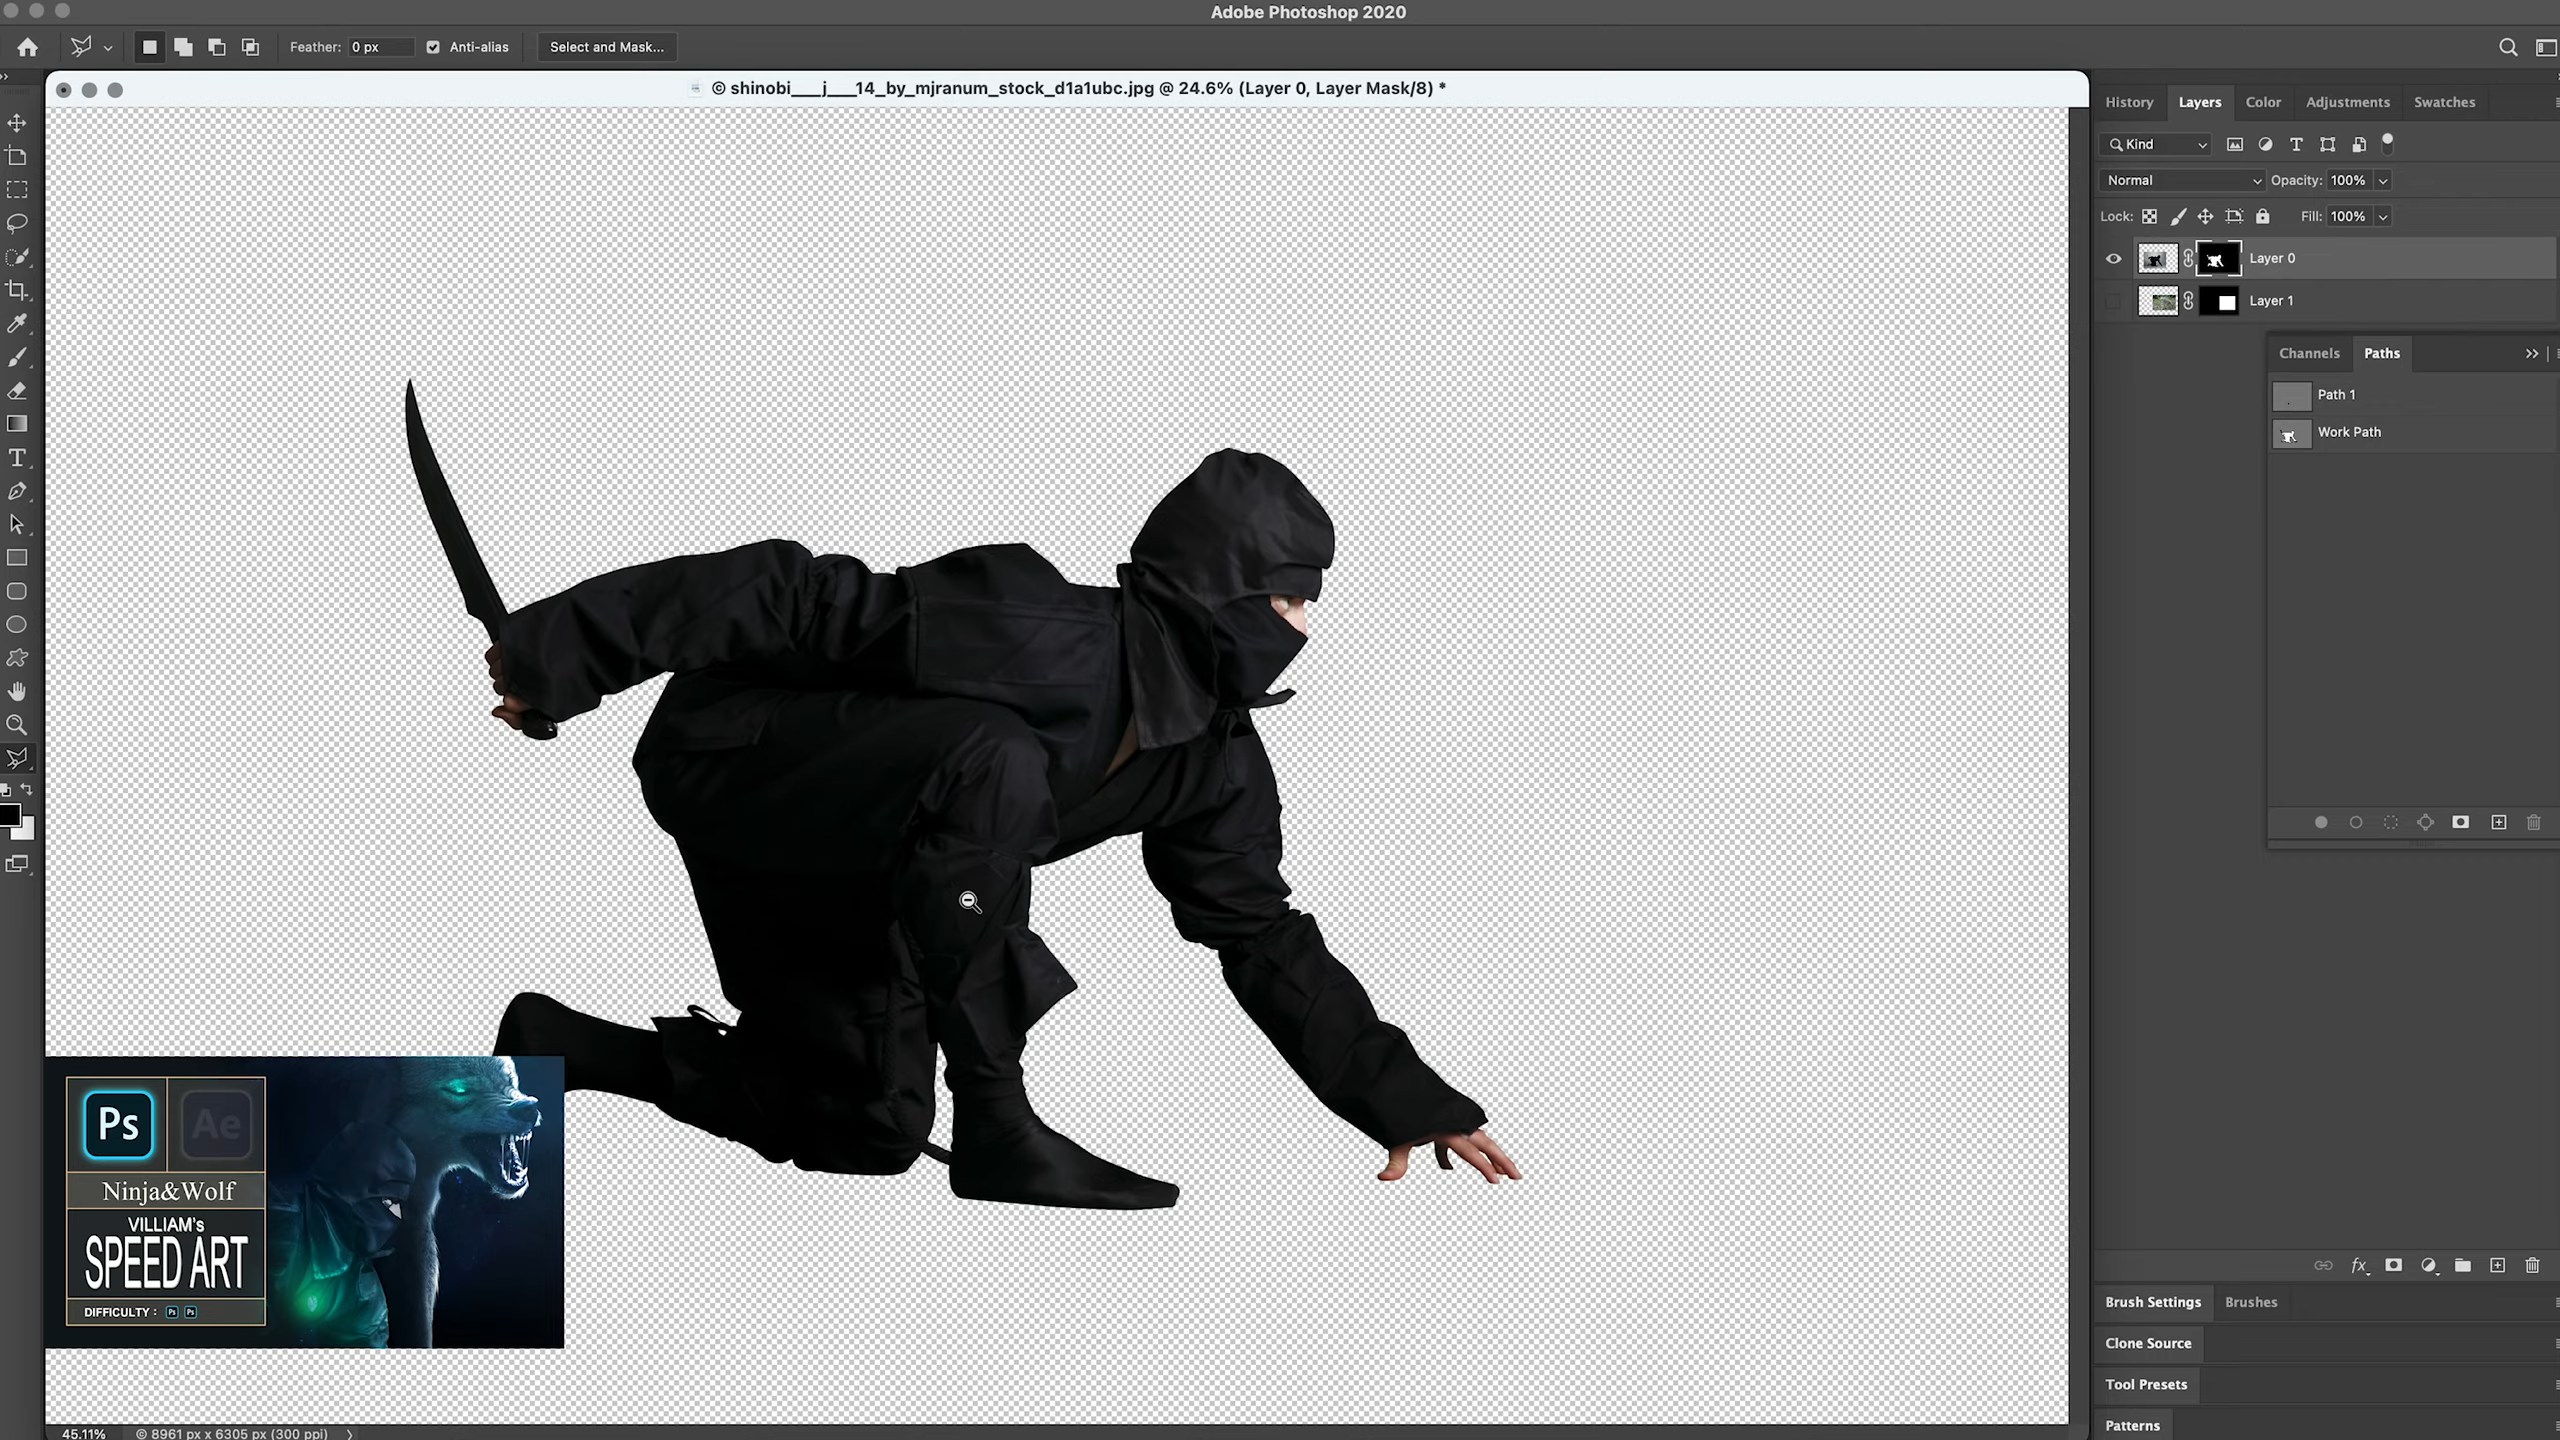 Adobe Photoshop 2020
Feather: 0 px Anti-alias Select and Mask...
© shinobi___j___14_by_mjranum_stock_d1a1ubc.jpg @ 24.6% (Layer 0, Layer Mask/8) *
History Layers Color Adjustments Swatches
Kind
Normal Opacity: 100%
Lock: Fill: 100%
Layer 0
Layer 1
Channels Paths
Path 1
Work Path
Ps Ae
Ninja&Wolf
VILLIAM's
SPEED ART
DIFFICULTY : Ps Ps
fx
Brush Settings Brushes
Clone Source
Tool Presets
Patterns
45.11% © 8961 px x 6305 px (300 ppi)